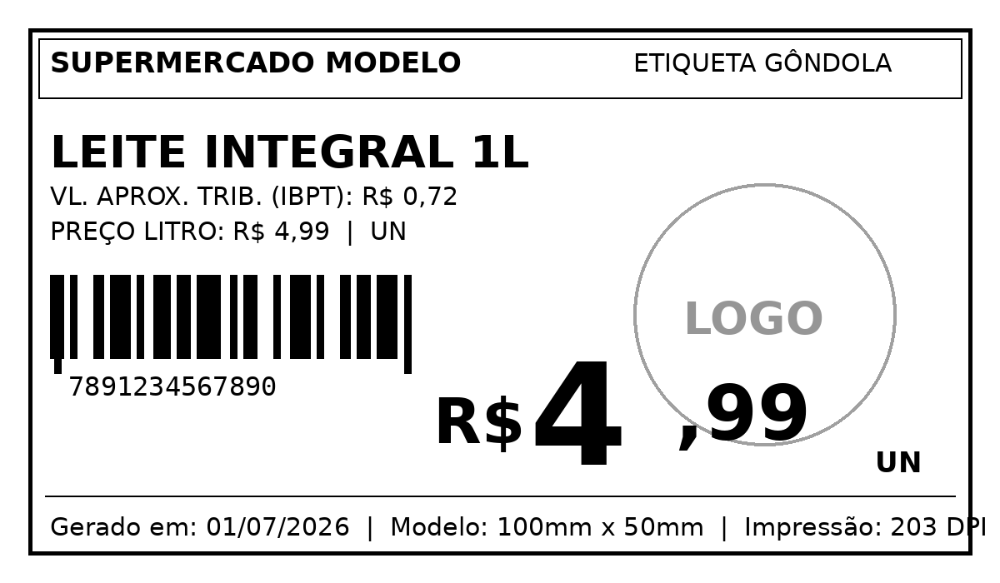 SUPERMERCADO MODELO
ETIQUETA GÔNDOLA
LEITE INTEGRAL 1L
VL. APROX. TRIB. (IBPT): R$ 0,72
PREÇO LITRO: R$ 4,99 | UN
LOGO
7891234567890
R$ 4 ,99
UN
Gerado em: 01/07/2026 | Modelo: 100mm x 50mm | Impressão: 203 DPI